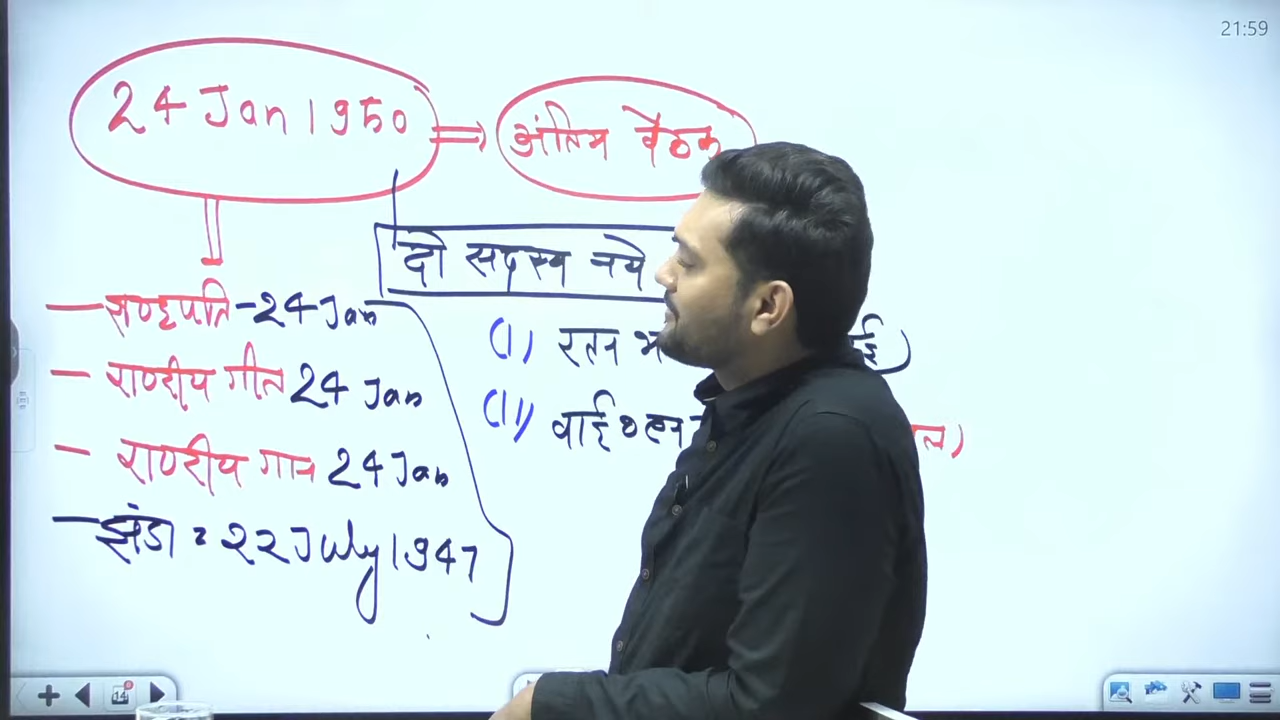 21:59
24 Jan 1950 ⇒ अंतिम बैठक
दो सदस्य नये
— राष्ट्रपति - 24 Jan
(I) रतन
ई)
— राष्ट्रीय गीत 24 Jan
(II)
— राष्ट्रीय गान 24 Jan
— झंडा = 22 July 1947
14